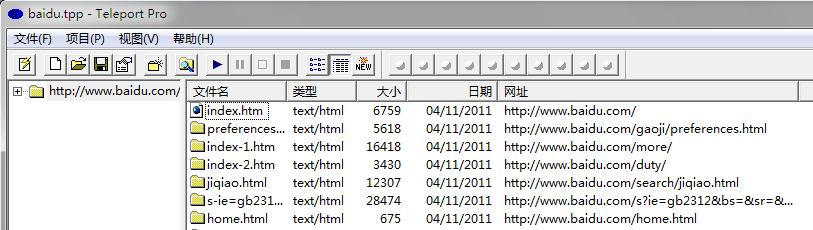 baidu.tpp - Teleport Pro
文件(F) 项目(P) 视图(V) 帮助(H)
NEW
http://www.baidu.com/
文件名 类型 大小 日期 网址
index.htm text/html 6759 04/11/2011 http://www.baidu.com/
preferences... text/html 5618 04/11/2011 http://www.baidu.com/gaoji/preferences.html
index-1.htm text/html 16418 04/11/2011 http://www.baidu.com/more/
index-2.htm text/html 3430 04/11/2011 http://www.baidu.com/duty/
jiqiao.html text/html 12307 04/11/2011 http://www.baidu.com/search/jiqiao.html
s-ie=gb231... text/html 28474 04/11/2011 http://www.baidu.com/s?ie=gb2312&bs=&sr=&...
home.html text/html 675 04/11/2011 http://www.baidu.com/home.html